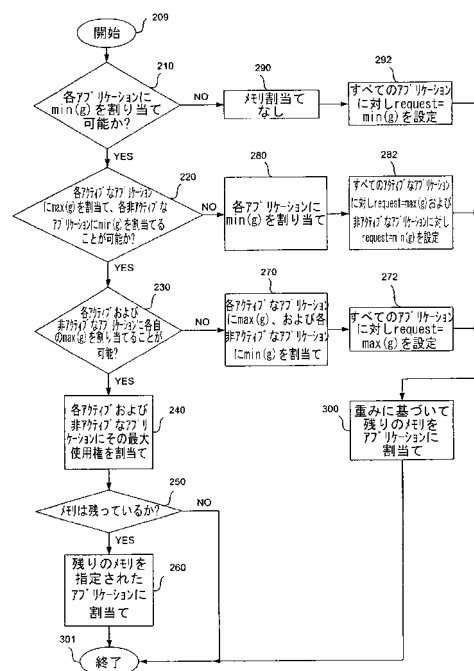 209
開始
210
各アプリケーションに
min(g)を割り当て
可能か?
NO
290
メモリ割当て
なし
292
すべてのアプリケーション
に対しrequest=
min(g)を設定
YES
220
各アクティブなアプリケーション
にmax(g)を割当て、各非アクティブな
アプリケーションにmin(g)を割当てる
ことが可能か?
NO
280
各アプリケーションに
min(g)を割り当て
282
すべてのアクティブなアプリケーション
に対しrequest=max(g)および
非アクティブなアプリケーションに対し
request=min(g)を設定
YES
230
各アクティブおよび
非アクティブなアプリケーションに各自
のmax(g)を割り当てることが
可能?
NO
270
各アクティブなアプリケーション
にmax(g)、および各
非アクティブなアプリケーション
にmin(g)を割当て
272
すべてのアプリケーション
に対しrequest=
max(g)を設定
YES
240
各アクティブおよび
非アクティブなアプリ
ケーションにその最大
使用権を割当て
300
重みに基づいて
残りのメモリを
アプリケーションに
割当て
250
メモリは残っているか?
NO
YES
260
残りのメモリを
指定された
アプリケーションに
割当て
301
終了